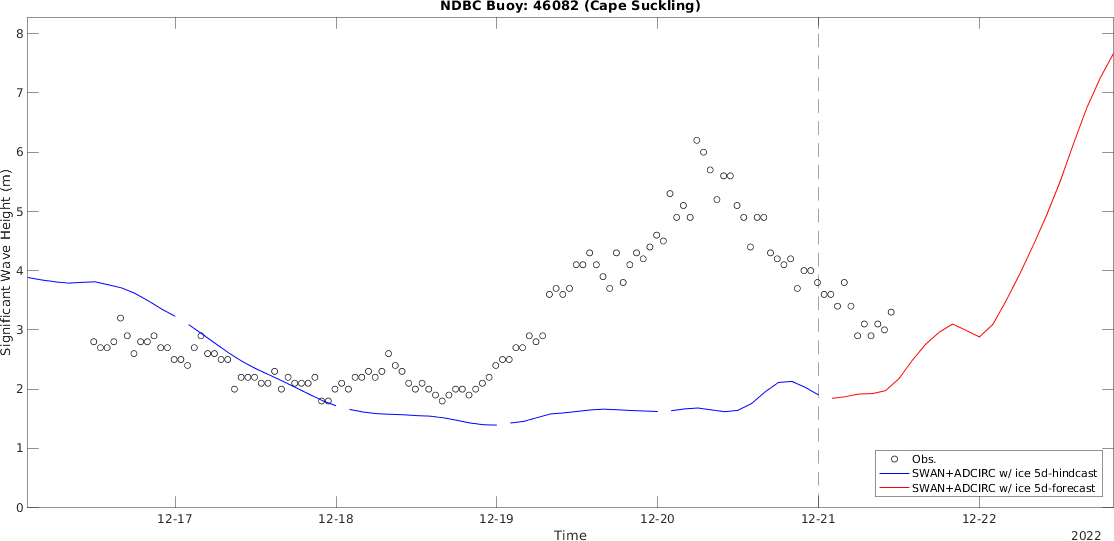 NDBC Buoy: 46082 (Cape Suckling)
8
7
6
5
4
3
2
1
0
Significant Wave Height (m)
Obs.
SWAN+ADCIRC w/ ice 5d-hindcast
SWAN+ADCIRC w/ ice 5d-forecast
12-17 12-18 12-19 12-20 12-21 12-22
Time
2022